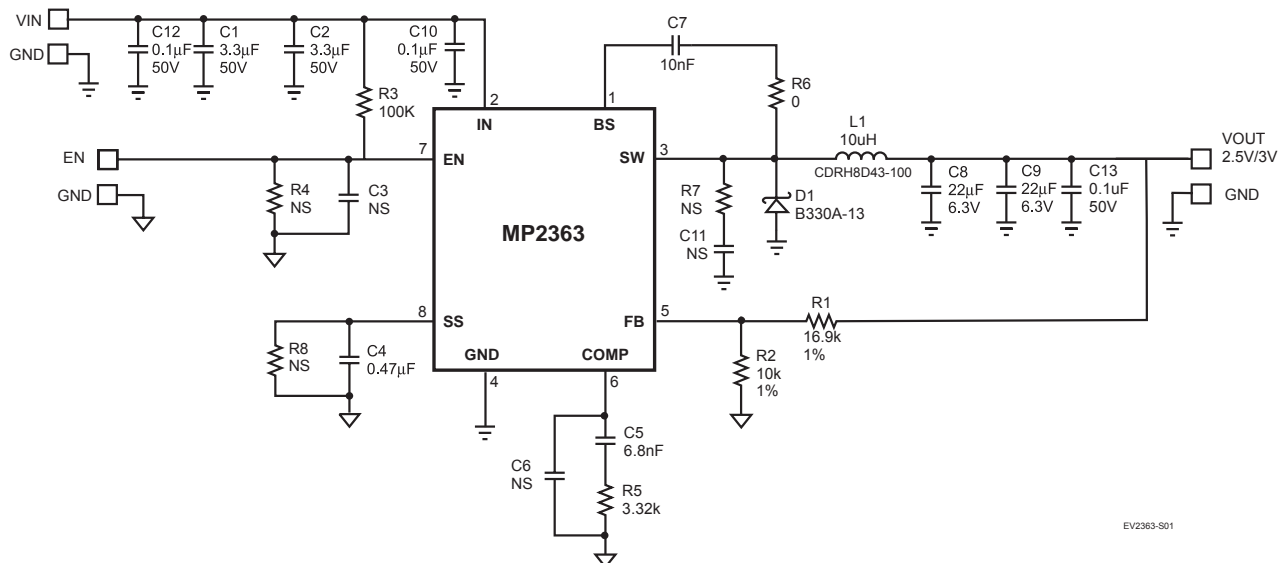 VIN
GND
C12
0.1µF
50V
C1
3.3µF
50V
C2
3.3µF
50V
C10
0.1µF
50V
R3
100K
C7
10nF
R6
0
2
IN
1
BS
EN
7
EN
GND
R4
NS
C3
NS
MP2363
SW
3
L1
10uH
CDRH8D43-100
VOUT
2.5V/3V
GND
R7
NS
C11
NS
D1
B330A-13
C8
22µF
6.3V
C9
22µF
6.3V
C13
0.1uF
50V
8
SS
R8
NS
C4
0.47µF
FB
5
R1
16.9k
1%
R2
10k
1%
GND
4
COMP
6
C5
6.8nF
C6
NS
R5
3.32k
EV2363-S01